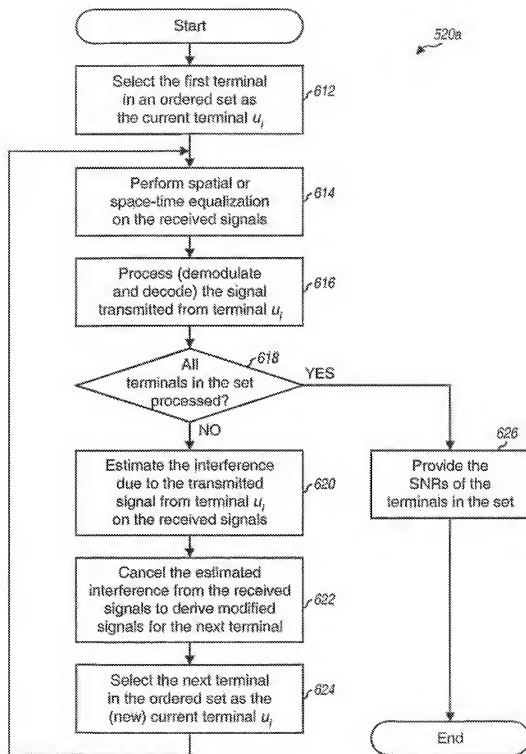 Start
520a
Select the first terminal
in an ordered set as
the current terminal ui
612
Perform spatial or
space-time equalization
on the received signals
614
Process (demodulate
and decode) the signal
transmitted from terminal ui
616
All
terminals in the set
processed?
618
YES
NO
Estimate the interference
due to the transmitted
signal from terminal ui
on the received signals
620
626
Provide the
SNRs of the
terminals in the set
Cancel the estimated
interference from the received
signals to derive modified
signals for the next terminal
622
Select the next terminal
in the ordered set as the
(new) current terminal ui
624
End